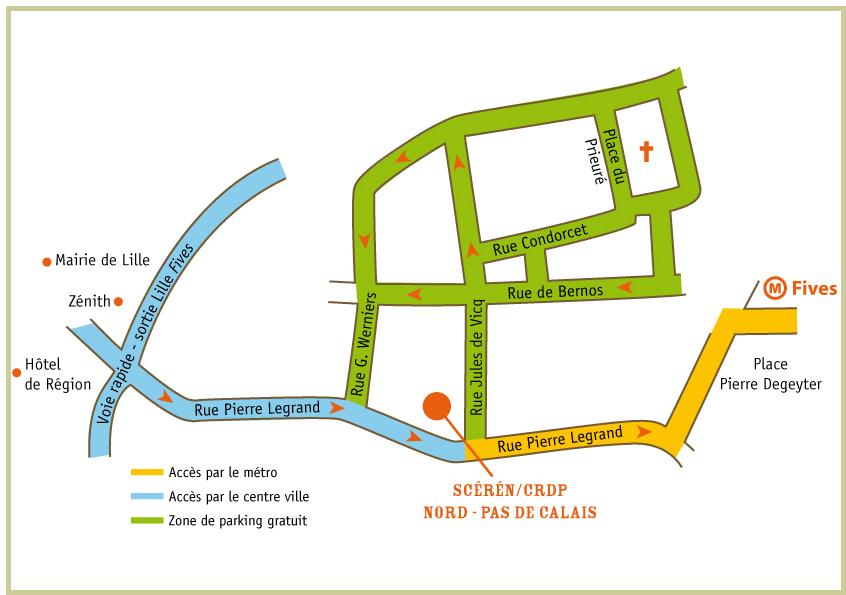 Place du
Prieuré
Rue Condorcet
Mairie de Lille
Voie rapide - sortie Lille Fives
Zénith
Rue de Bernos
M Fives
Rue G. Werniers
Rue Jules de Vicq
Hôtel
de Région
Place
Pierre Degeyter
Rue Pierre Legrand
Rue Pierre Legrand
Accès par le métro
Accès par le centre ville
Zone de parking gratuit
SCÉRÉN/CRDP
NORD - PAS DE CALAIS